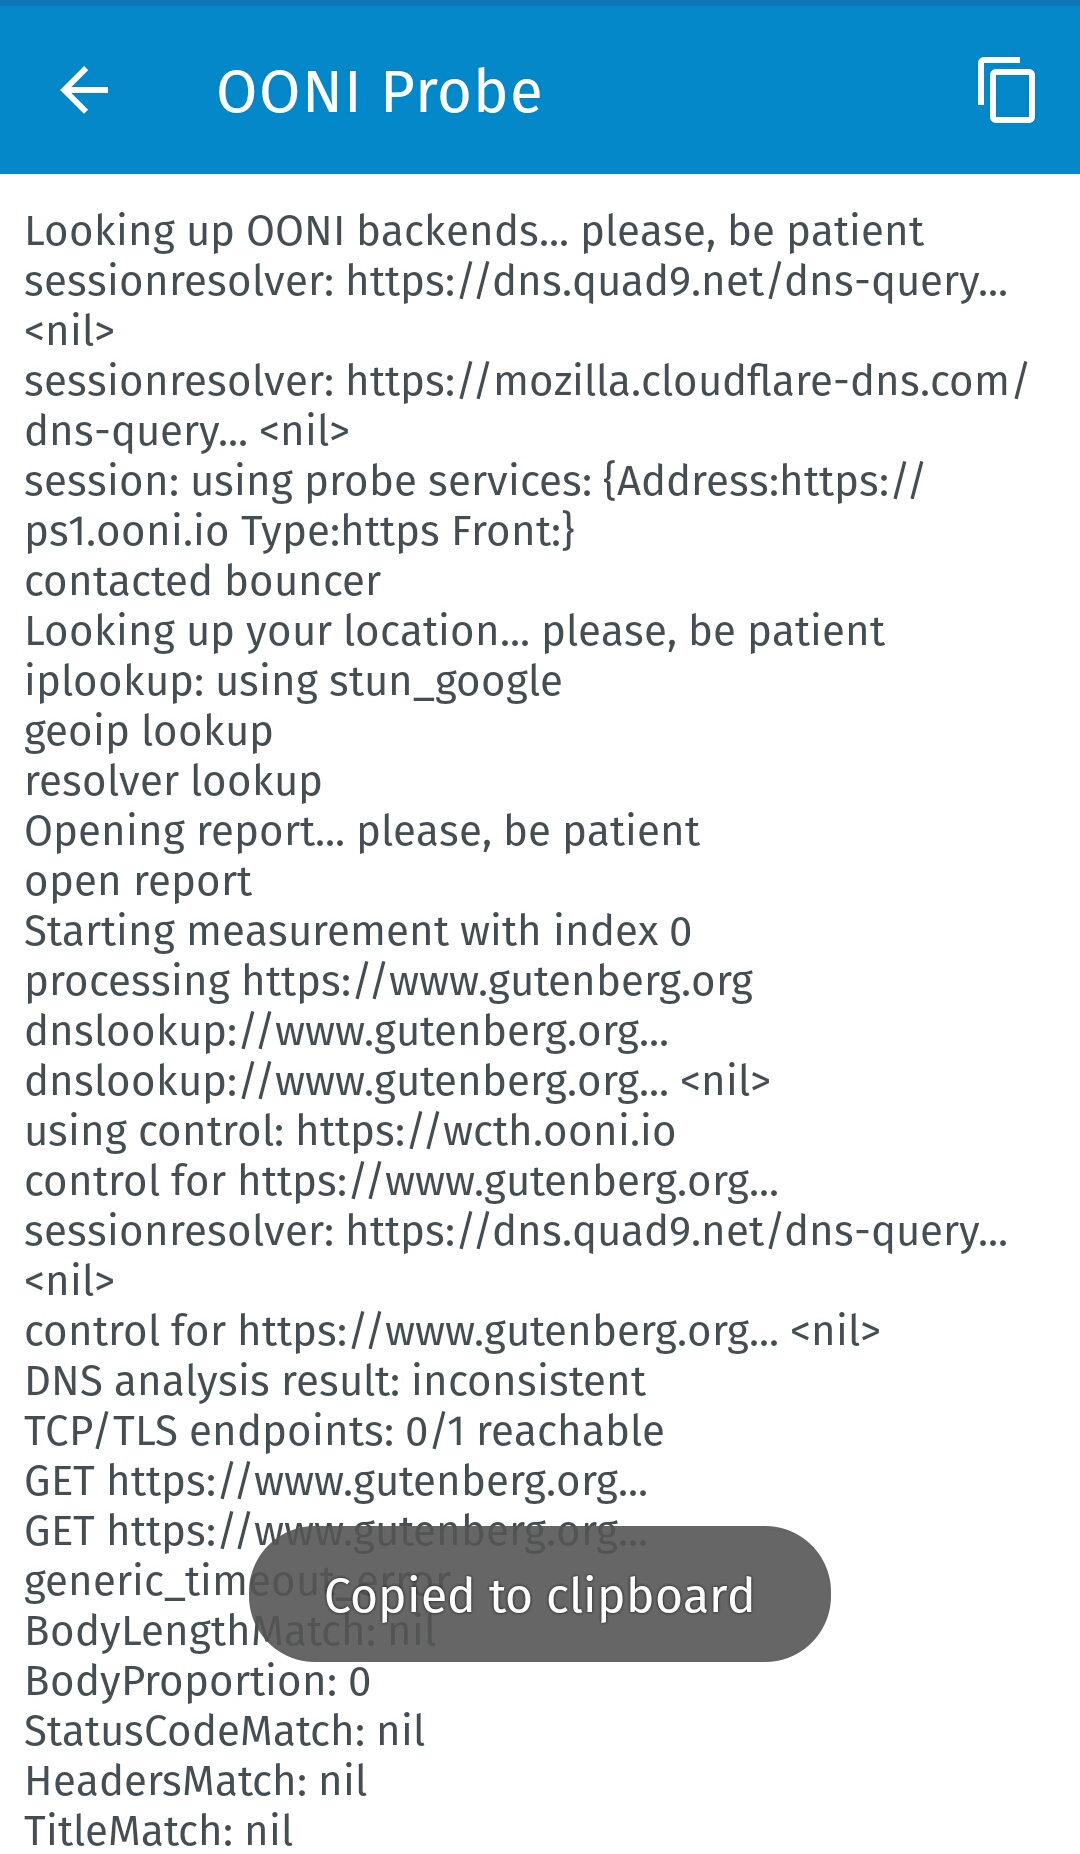 OONI Probe
Looking up OONI backends... please, be patient
sessionresolver: https://dns.quad9.net/dns-query...
<nil>
sessionresolver: https://mozilla.cloudflare-dns.com/
dns-query... <nil>
session: using probe services: {Address:https://
ps1.ooni.io Type:https Front:}
contacted bouncer
Looking up your location... please, be patient
iplookup: using stun_google
geoip lookup
resolver lookup
Opening report... please, be patient
open report
Starting measurement with index 0
processing https://www.gutenberg.org
dnslookup://www.gutenberg.org...
dnslookup://www.gutenberg.org... <nil>
using control: https://wcth.ooni.io
control for https://www.gutenberg.org...
sessionresolver: https://dns.quad9.net/dns-query...
<nil>
control for https://www.gutenberg.org... <nil>
DNS analysis result: inconsistent
TCP/TLS endpoints: 0/1 reachable
GET https://www.gutenberg.org...
GET https://www.gutenberg.org...
generic_timeout_error
Copied to clipboard
BodyLengthMatch: nil
BodyProportion: 0
StatusCodeMatch: nil
HeadersMatch: nil
TitleMatch: nil